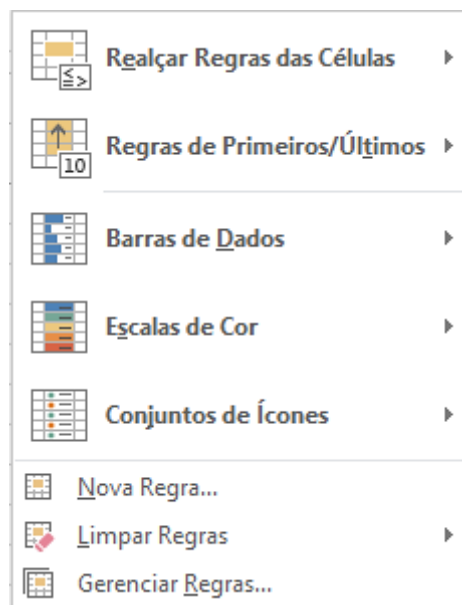 Realçar Regras das Células
Regras de Primeiros/Últimos
10
Barras de Dados
Escalas de Cor
Conjuntos de Ícones
Nova Regra...
Limpar Regras
Gerenciar Regras...